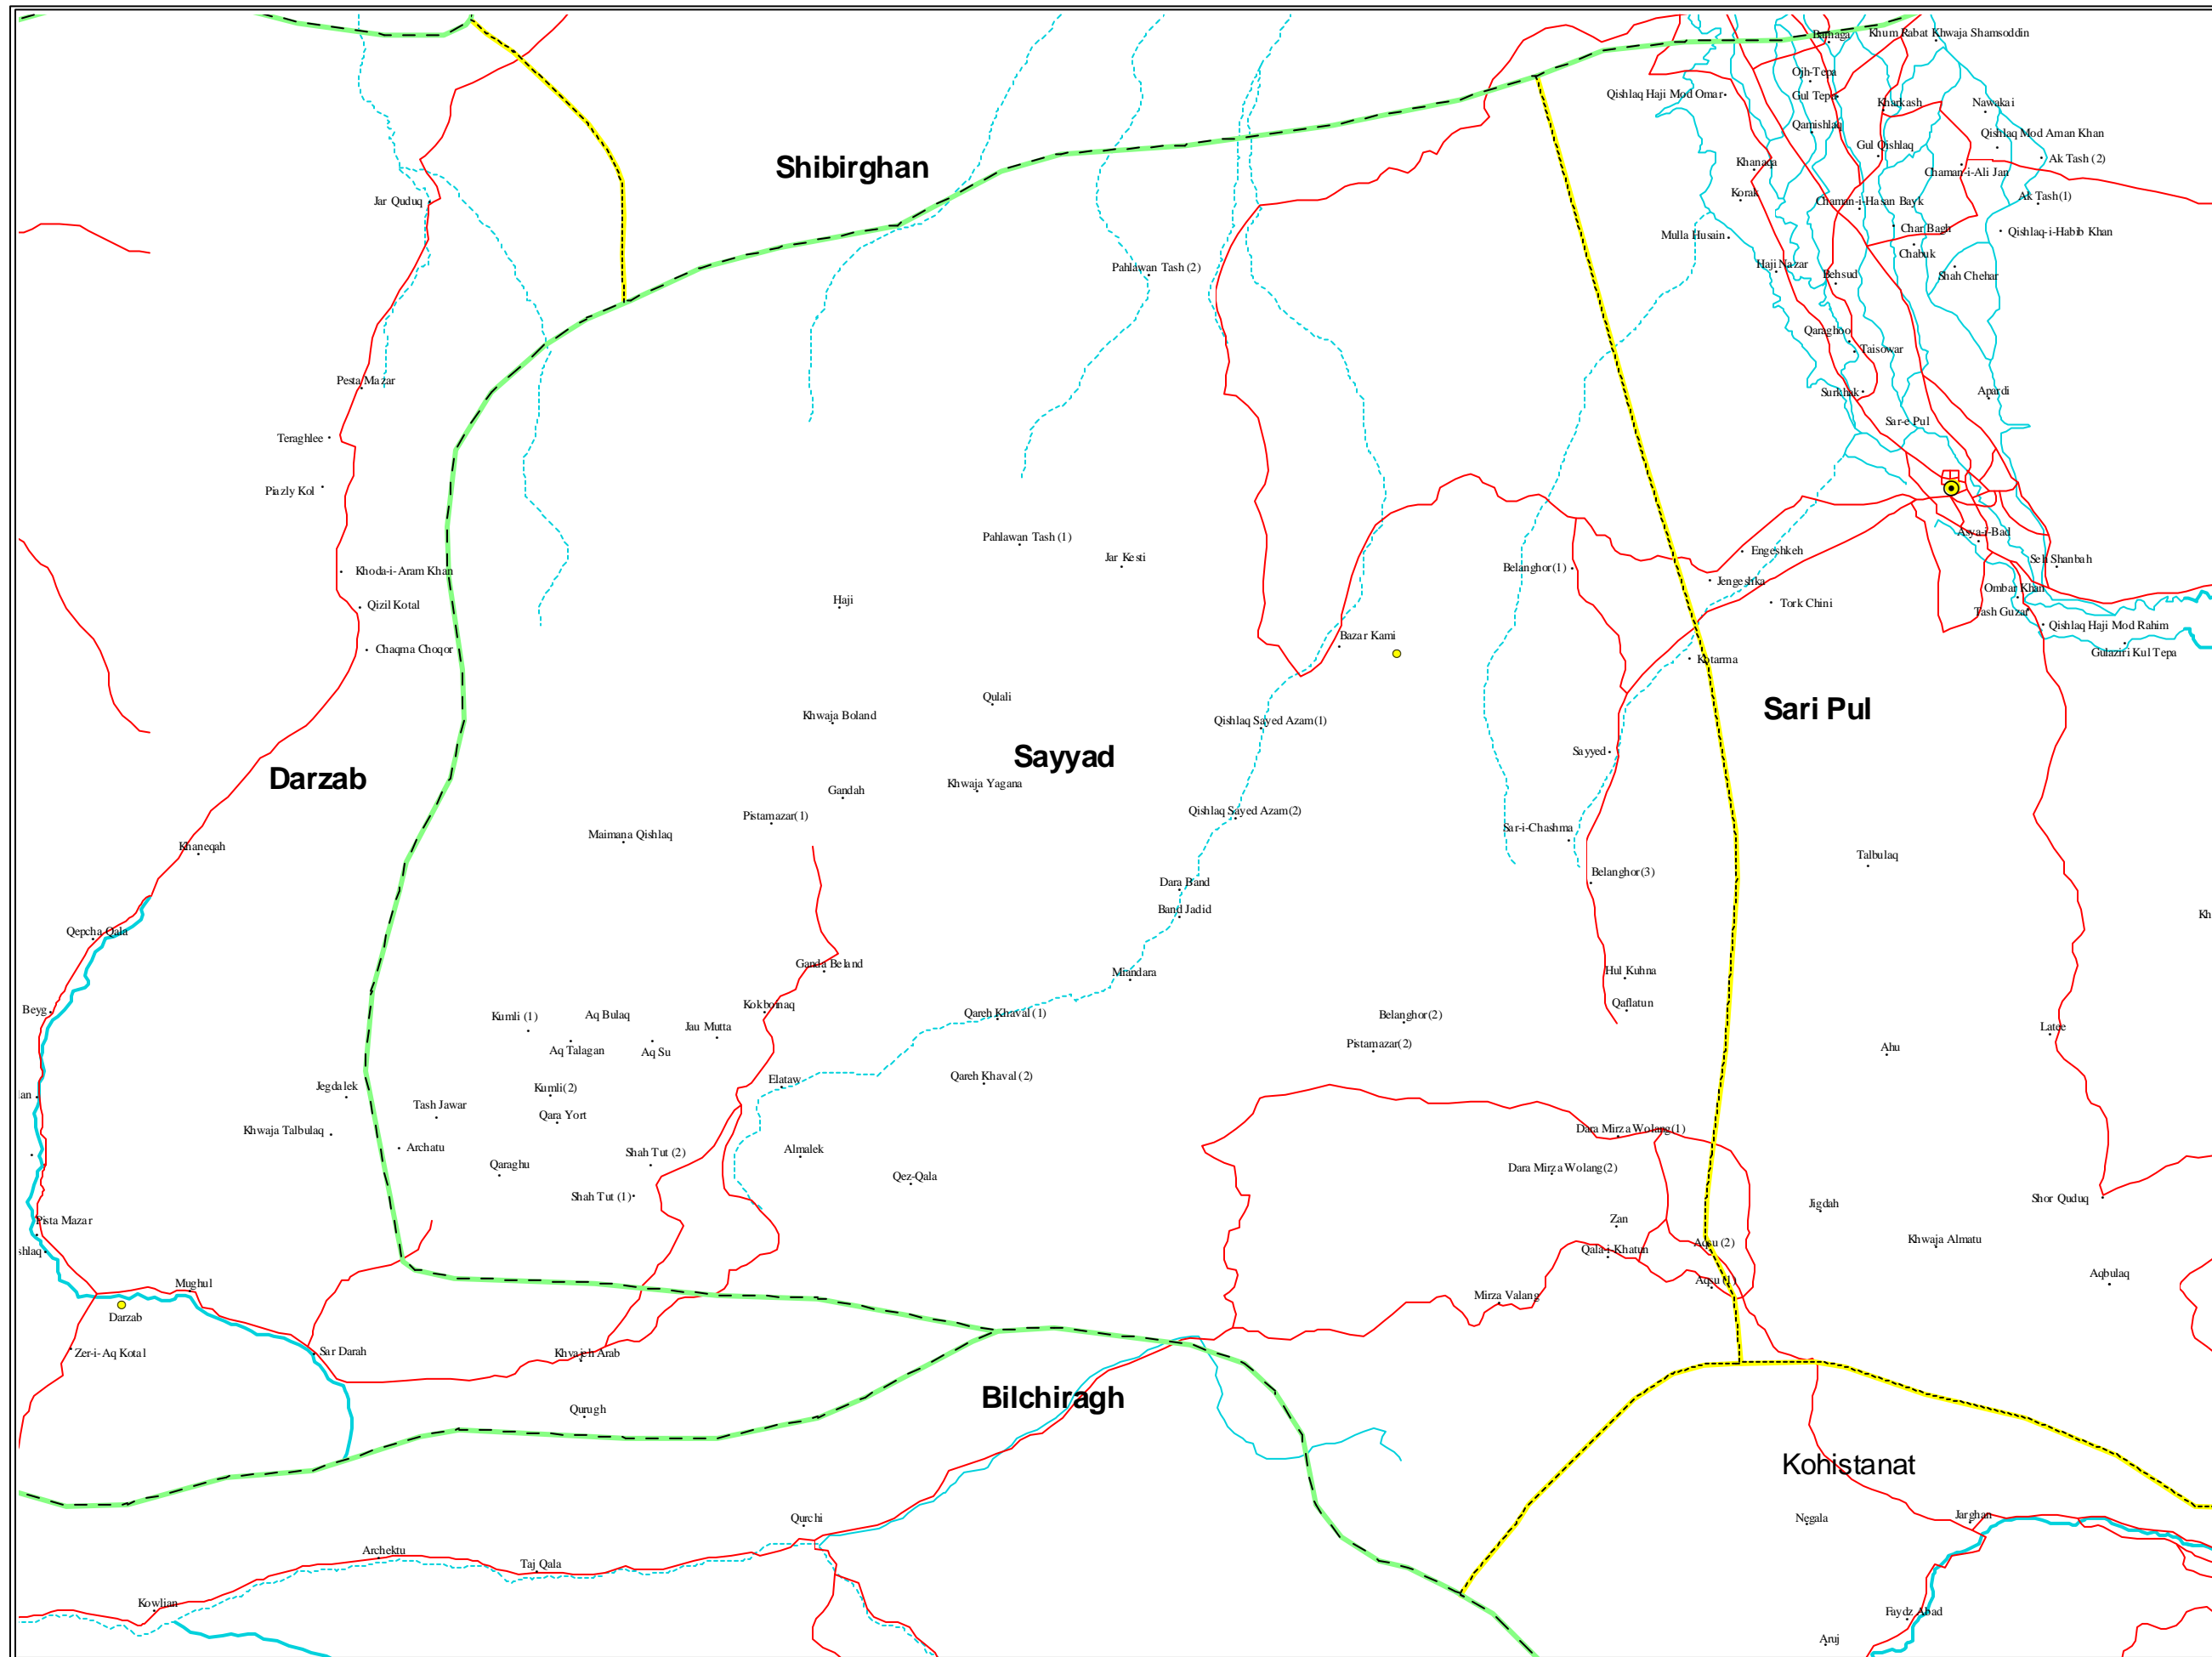 Barnaga
Khum Rabat
Khwaja Shamsoddin
Ojh-Tepa
Qishlaq Haji Mod Omar
Gul Tepa
Kharkash
Nawakai
Qamishlaq
Qishlaq Mod Aman Khan
Gul Qishlaq
Shibirghan
Khanaqa
Ak Tash (2)
Chaman-i-Ali Jan
Jar Quduq
Korak
Chaman-i-Hasan Bayk
Ak Tash(1)
Mulla Husain
Char Bagh
Qishlaq-i-Habib Khan
Chabuk
Pahlawan Tash (2)
Haji Nazar
Behsud
Shah Chehar
Qaraghoo
Taisowar
Pesta Mazar
Surkhak
Apardi
Sar-e Pul
Teraghlee
Piazly Kol
Pahlawan Tash (1)
Jar Kesti
Asya-i-Bad
Engeshkeh
Seh Shanbah
Khoda-i-Aram Khan
Belanghor(1)
Jengeshka
Ombar Khan
Haji
Qizil Kotal
Tork Chini
Tash Guzar
Qishlaq Haji Mod Rahim
Bazar Kami
Chaqma Choqor
Kotarma
Gulaziri Kul Tepa
Qulali
Sari Pul
Khwaja Boland
Qishlaq Sayed Azam(1)
Sayyad
Sayyed
Darzab
Khwaja Yagana
Gandah
Pistamazar(1)
Qishlaq Sayed Azam(2)
Maimana Qishlaq
Sar-i-Chashma
Khaneqah
Talbulaq
Dara Band
Belanghor(3)
Band Jadid
Kh
Qepcha Qala
Ganda Beland
Miandara
Hul Kuhna
Beyg
Kokboinaq
Qaflatun
Kumli (1)
Aq Bulaq
Jau Mutta
Qareh Khaval (1)
Belanghor(2)
Latee
Aq Talagan
Aq Su
Pistamazar(2)
Ahu
Jegdalek
Kumli(2)
Elataw
Qareh Khaval (2)
lan
Tash Jawar
Qara Yort
Khwaja Talbulaq
Dara Mirza Wolang(1)
Archatu
Shah Tut (2)
Almalek
Qaraghu
Dara Mirza Wolang(2)
Qez-Qala
Shah Tut (1)
Jigdah
Shor Quduq
Pista Mazar
Zan
Khwaja Almatu
shlaq
Qala-i-Khatun
Aqsu (2)
Aqbulaq
Mughul
Aqsu (1)
Mirza Valang
Darzab
Zer-i-Aq Kotal
Sar Darah
Khvajeh Arab
Bilchiragh
Qurugh
Kohistanat
Qurchi
Negala
Jarghan
Archektu
Taj Qala
Kowlian
Faydz Abad
Aruj